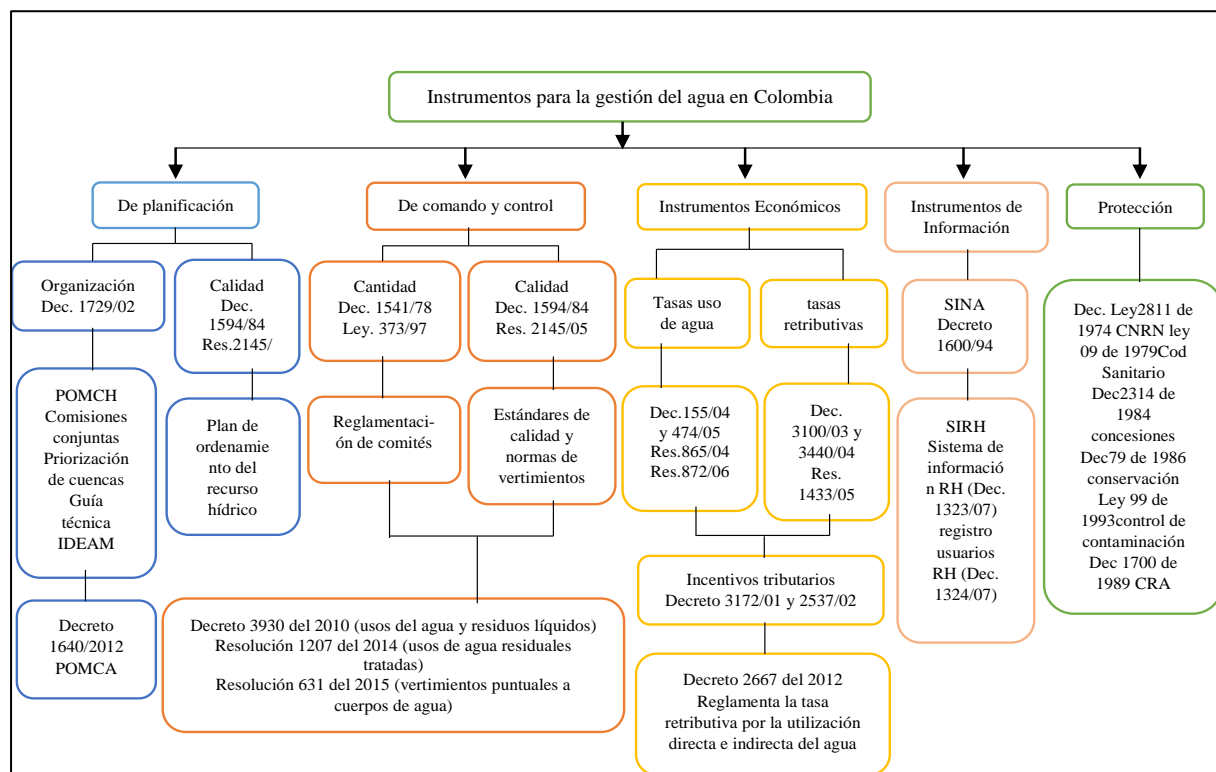 Instrumentos para la gestión del agua en Colombia
De planificación
De comando y control
Instrumentos Económicos
Instrumentos de
Información
Protección
Organización
Dec. 1729/02
Calidad
Dec.
1594/84
Res.2145/
Cantidad
Dec. 1541/78
Ley. 373/97
Calidad
Dec. 1594/84
Res. 2145/05
Tasas uso
de agua
tasas
retributivas
SINA
Decreto
1600/94
Dec. Ley2811 de
1974 CNRN ley
09 de 1979Cod
Sanitario
Dec2314 de
1984
concesiones
Dec79 de 1986
conservación
Ley 99 de
1993control de
contaminación
Dec 1700 de
1989 CRA
POMCH
Comisiones
conjuntas
Priorización
de cuencas
Guía
técnica
IDEAM
Plan de
ordenamie
nto del
recurso
hídrico
Reglamentac-
ión de comités
Estándares de
calidad y
normas de
vertimientos
Dec.155/04
y 474/05
Res.865/04
Res.872/06
Dec.
3100/03 y
3440/04
Res.
1433/05
SIRH
Sistema de
informació
n RH (Dec.
1323/07)
registro
usuarios
RH (Dec.
1324/07)
Decreto
1640/2012
POMCA
Decreto 3930 del 2010 (usos del agua y residuos líquidos)
Resolución 1207 del 2014 (usos de agua residuales
tratadas)
Resolución 631 del 2015 (vertimientos puntuales a
cuerpos de agua)
Incentivos tributarios
Decreto 3172/01 y 2537/02
Decreto 2667 del 2012
Reglamenta la tasa
retributiva por la utilización
directa e indirecta del agua